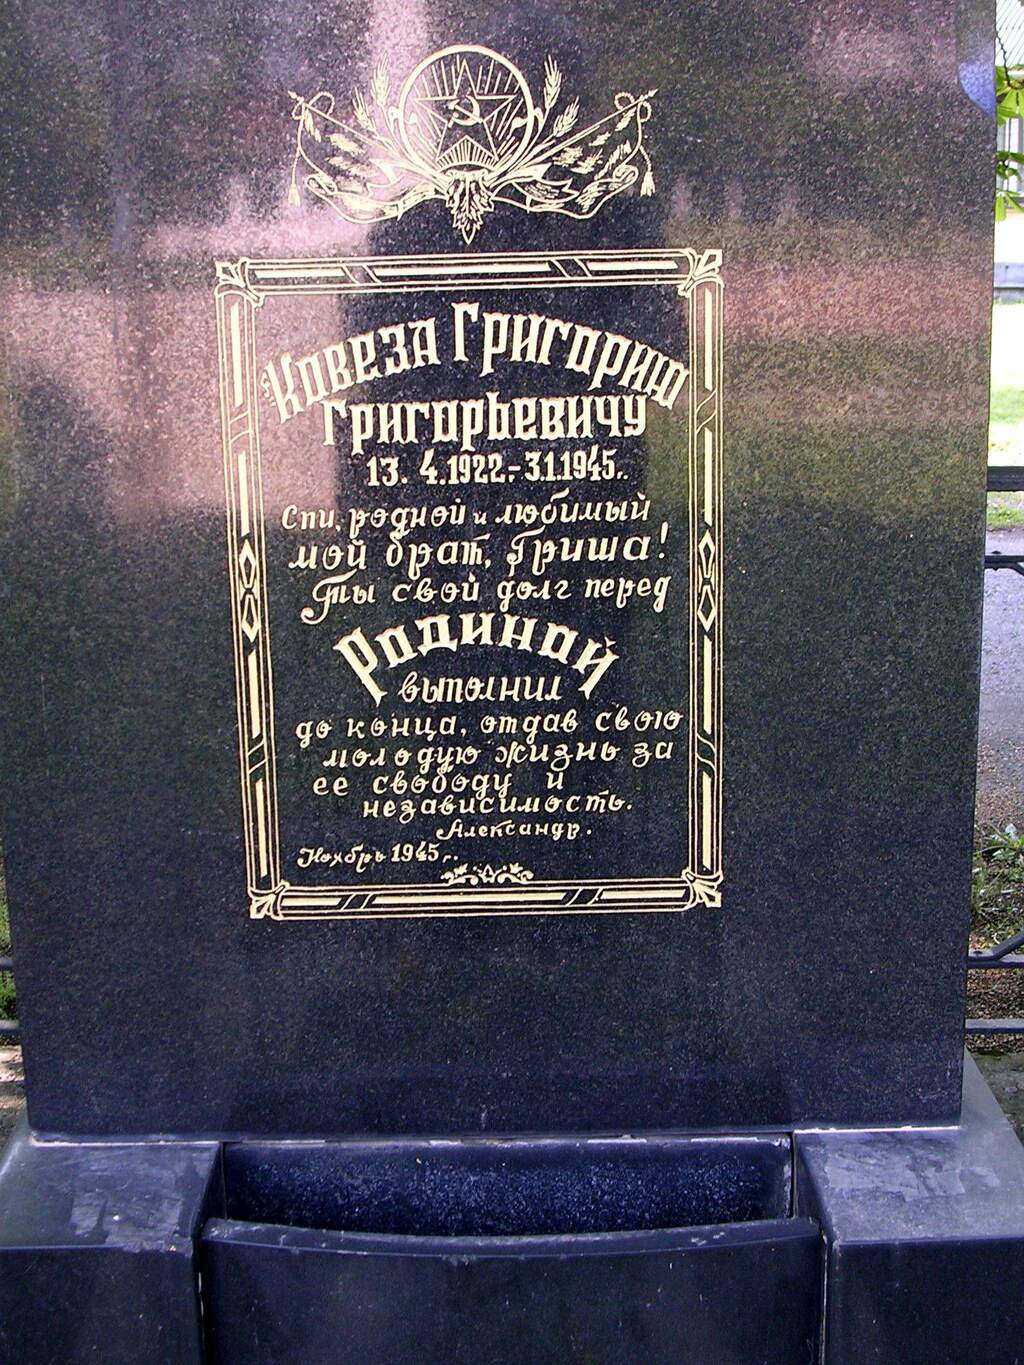 Ковеза Григорию
Григорьевичу
13. 4.1922.-3.1.1945.
Спи, родной и любимый
мой брат, Гриша!
Ты свой долг перед
Родиной
выполнил
до конца, отдав свою
молодую жизнь за
ее свободу и
независимость.
Александр.
Ноябрь 1945,.